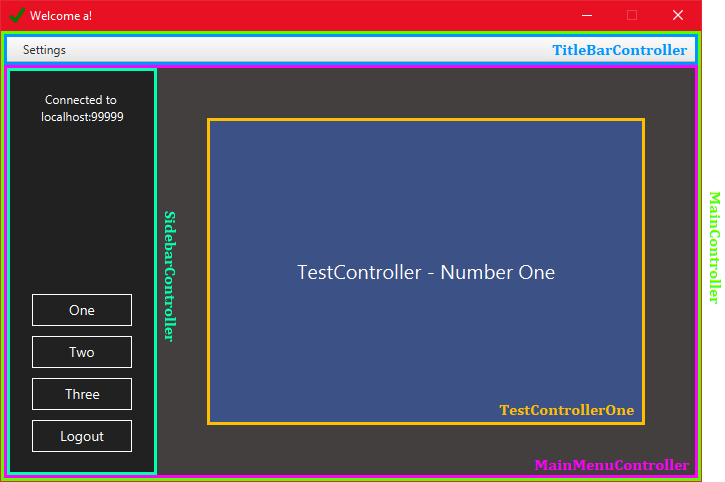 Welcome a!
Settings
TitleBarController
Connected to
localhost:99999
SidebarController
MainController
TestController - Number One
One
Two
Three
Logout
TestControllerOne
MainMenuController